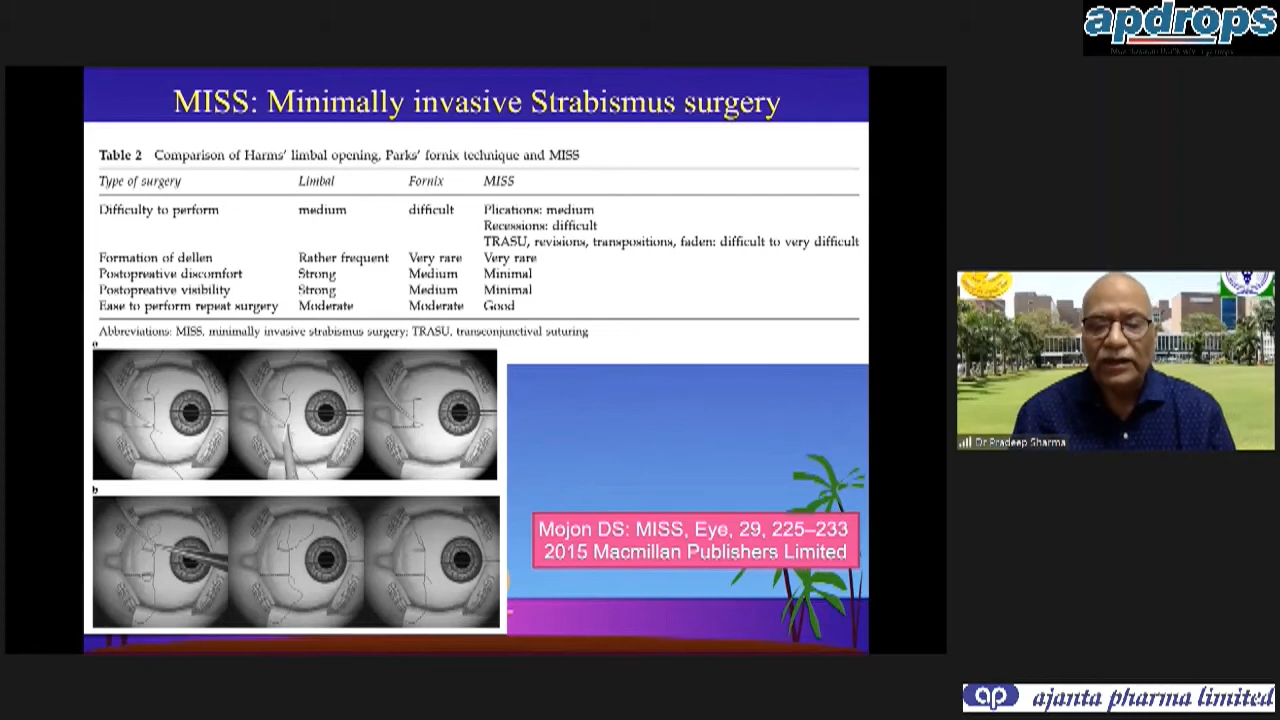 apdrops
MISS: Minimally invasive Strabismus surgery
Table 2 Comparison of Harms' limbal opening, Parks' fornix technique and MISS
Type of surgery Limbal Fornix MISS
Difficulty to perform medium difficult Plications: medium
Recessions: difficult
TRASU, revisions, transpositions, faden: difficult to very difficult
Formation of dellen Rather frequent Very rare Very rare
Postopreative discomfort Strong Medium Minimal
Postopreative visibility Strong Medium Minimal
Ease to perform repeat surgery Moderate Moderate Good
Abbreviations: MISS, minimally invasive strabismus surgery; TRASU, transconjunctival suturing
a
b
Mojon DS: MISS, Eye, 29, 225–233
2015 Macmillan Publishers Limited
Dr Pradeep Sharma
ap ajanta pharma limited